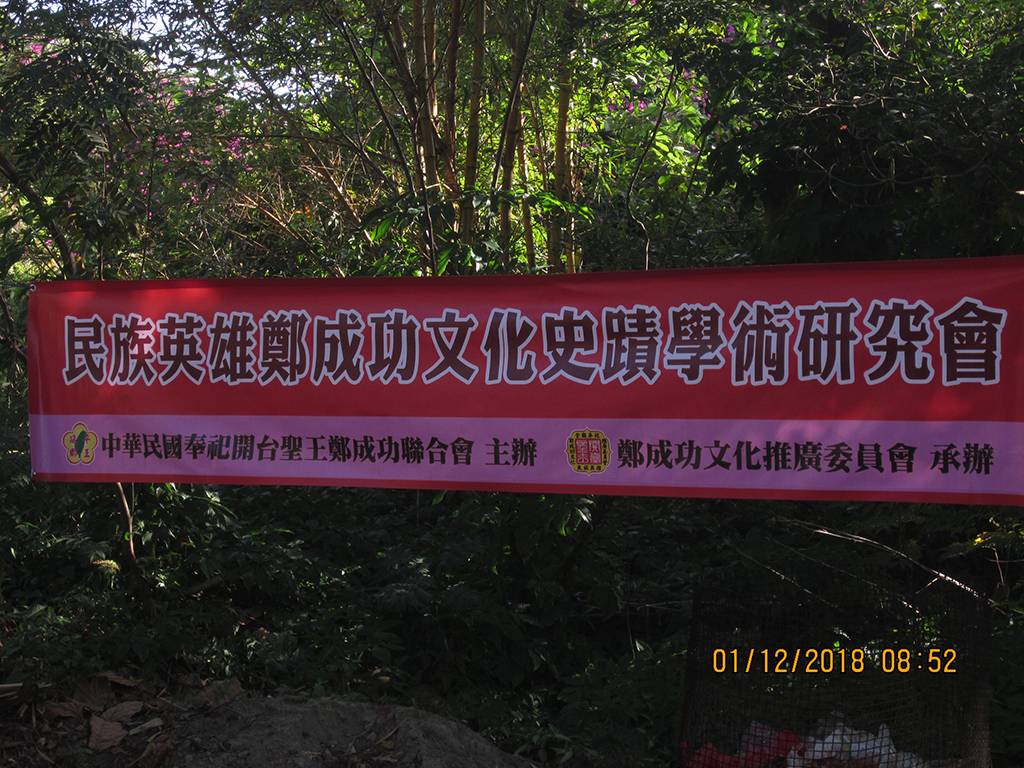 民族英雄鄭成功文化史蹟學術研究會
中華民國奉祀開台聖王鄭成功聯合會 主辦 鄭成功文化推廣委員會 承辦
01/12/2018 08:52